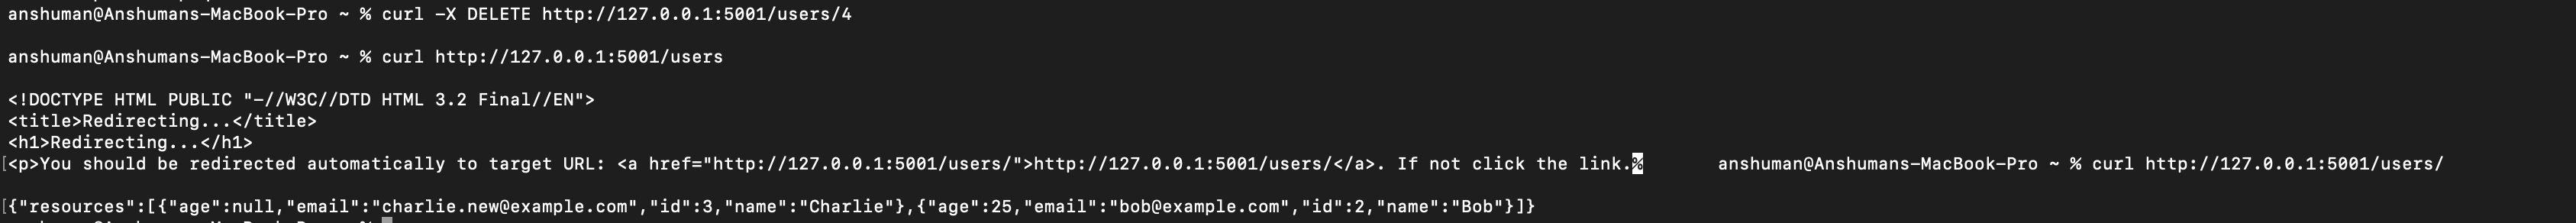 anshuman@Anshumans-MacBook-Pro ~ % curl -X DELETE http://127.0.0.1:5001/users/4
anshuman@Anshumans-MacBook-Pro ~ % curl http://127.0.0.1:5001/users
<!DOCTYPE HTML PUBLIC "-//W3C//DTD HTML 3.2 Final//EN">
<title>Redirecting...</title>
<h1>Redirecting...</h1>
[<p>You should be redirected automatically to target URL: <a href="http://127.0.0.1:5001/users/">http://127.0.0.1:5001/users/</a>. If not click the link.% anshuman@Anshumans-MacBook-Pro ~ % curl http://127.0.0.1:5001/users/
[{"resources":[{"age":null,"email":"charlie.new@example.com","id":3,"name":"Charlie"},{"age":25,"email":"bob@example.com","id":2,"name":"Bob"}]}